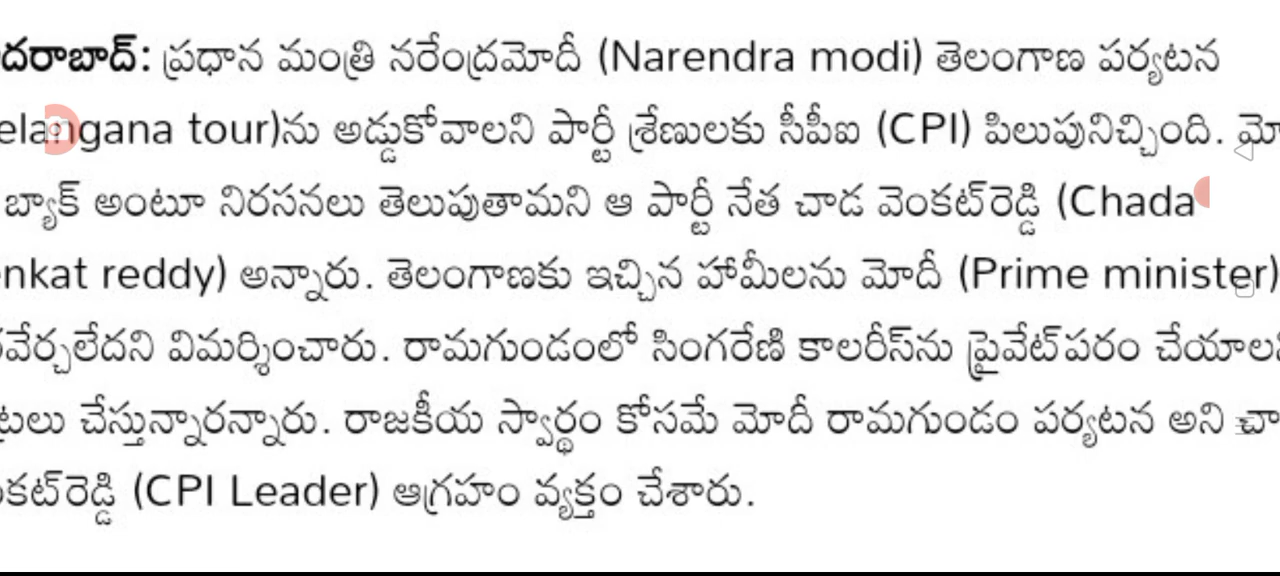 దరాబాద్: ప్రధాన మంత్రి నరేంద్రమోదీ (Narendra modi) తెలంగాణ పర్యటన
elangana tour)ను అడ్డుకోవాలని పార్టీ శ్రేణులకు సీపీఐ (CPI) పిలుపునిచ్చింది. మో
బ్యాక్ అంటూ నిరసనలు తెలుపుతామని ఆ పార్టీ నేత చాడ వెంకట్‌రెడ్డి (Chada
nkat reddy) అన్నారు. తెలంగాణకు ఇచ్చిన హామీలను మోదీ (Prime minister)
వేర్చలేదని విమర్శించారు. రామగుండంలో సింగరేణి కాలరీస్‌ను ప్రైవేట్‌పరం చేయాల
ట్రలు చేస్తున్నారన్నారు. రాజకీయ స్వార్థం కోసమే మోదీ రామగుండం పర్యటన అని చా
కట్‌రెడ్డి (CPI Leader) ఆగ్రహం వ్యక్తం చేశారు.